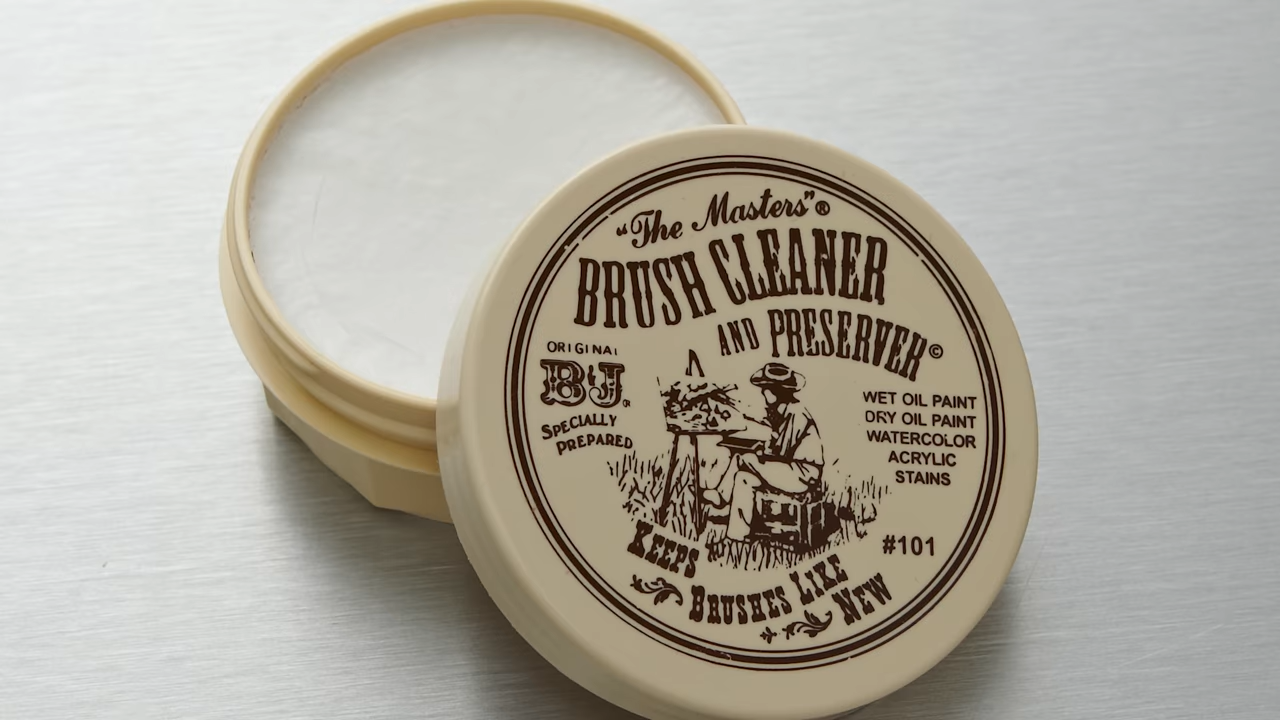 "The Masters"®
BRUSH CLEANER
AND PRESERVER©
ORIGINAL
B&J
SPECIALLY
PREPARED
WET OIL PAINT
DRY OIL PAINT
WATERCOLOR
ACRYLIC
STAINS
#101
KEEPS
BRUSHES LIKE
NEW